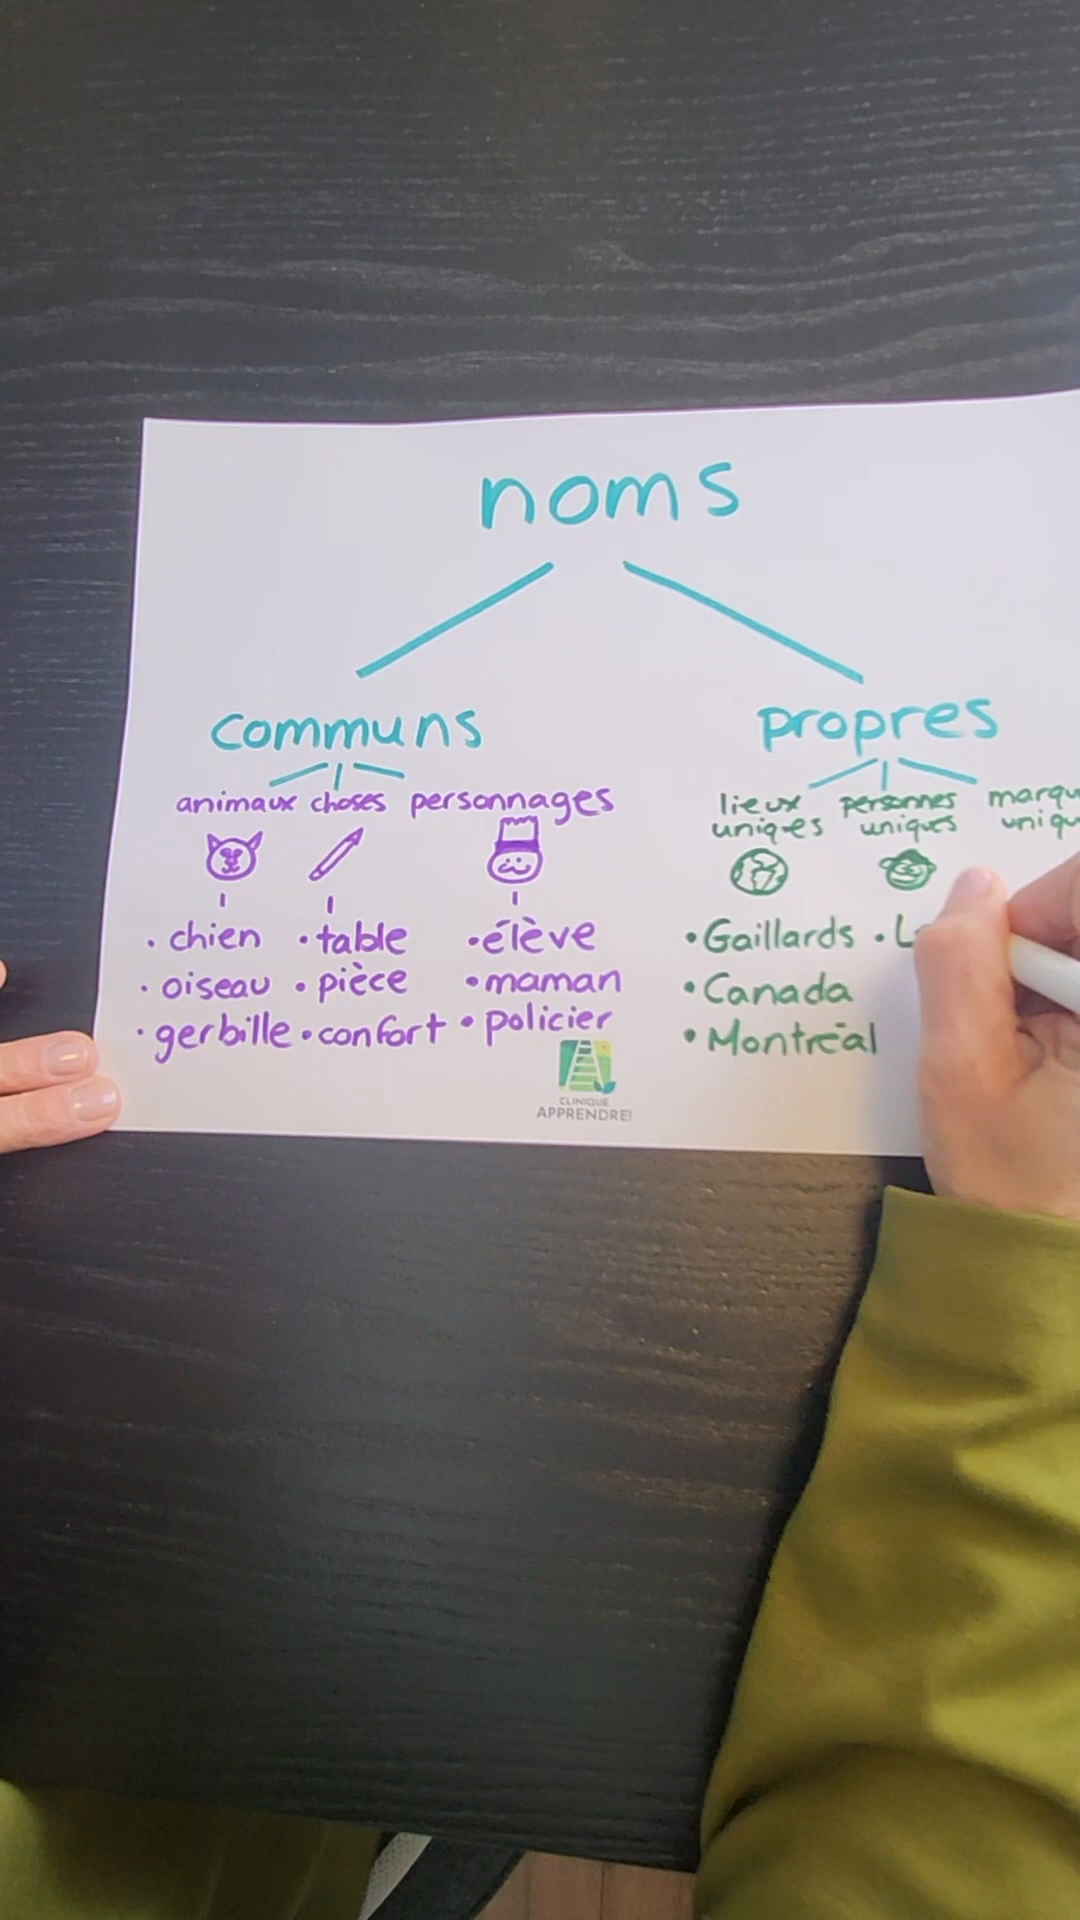 noms
communs propres
animaux choses personnages
lieux uniqes
personnes uniques
• chien • table • élève
• oiseau • pièce • maman
• gerbille • confort • policier
• Gaillards
• Canada
• Montréal
CLINIQUE
APPRENDRE!